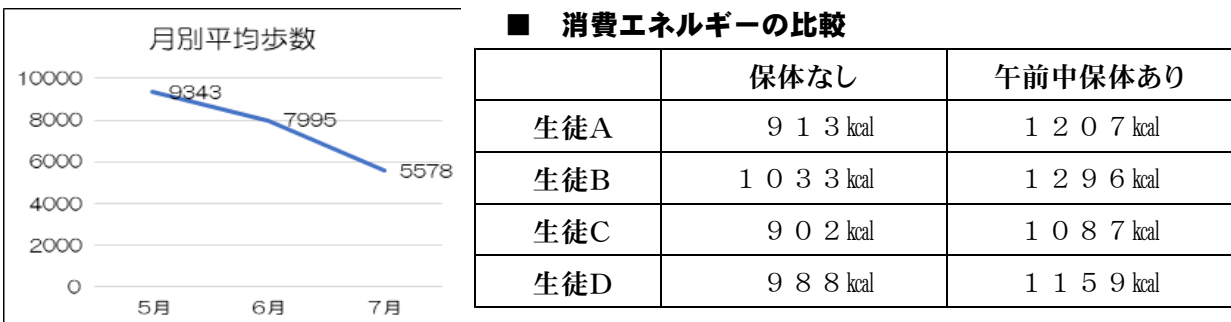 月別平均歩数
10000
8000
6000
4000
2000
0
9343
7995
5578
5月 6月 7月
■ 消費エネルギーの比較
保体なし 午前中保体あり
生徒A ９１３㎉ １２０７㎉
生徒B １０３３㎉ １２９６㎉
生徒C ９０２㎉ １０８７㎉
生徒D ９８８㎉ １１５９㎉